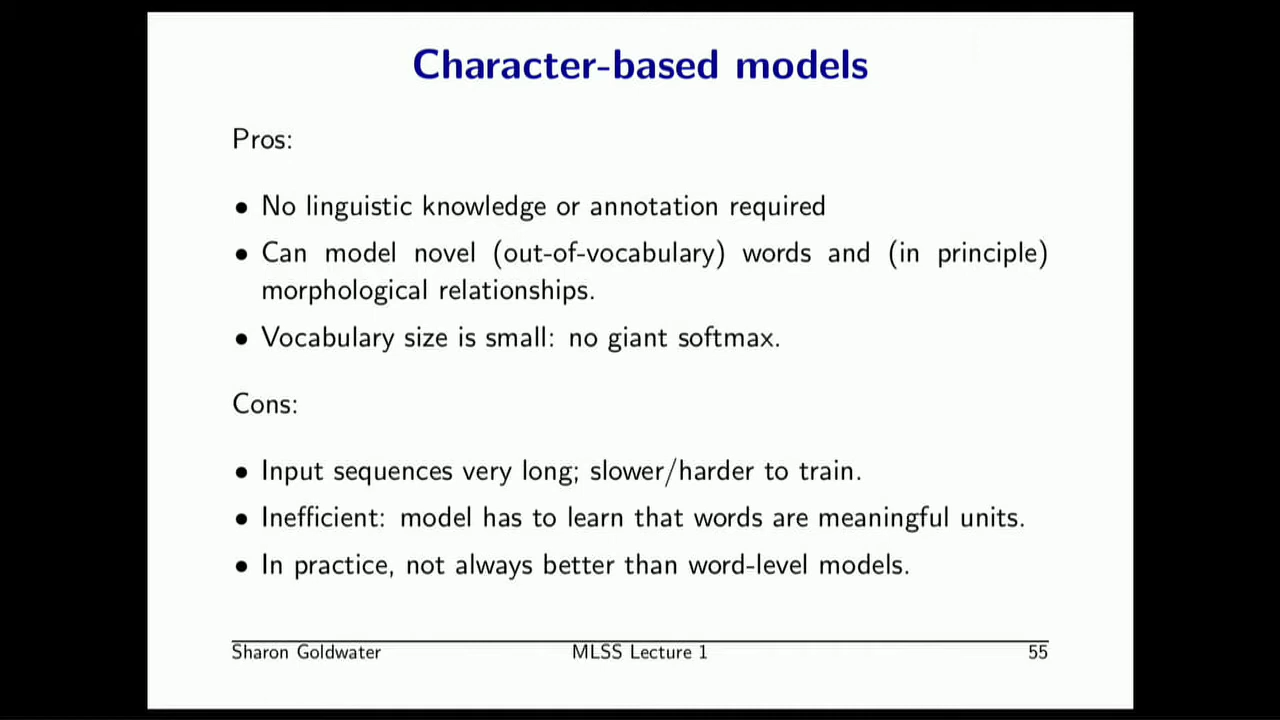 Character-based models
Pros:
• No linguistic knowledge or annotation required
• Can model novel (out-of-vocabulary) words and (in principle)
morphological relationships.
• Vocabulary size is small: no giant softmax.
Cons:
• Input sequences very long; slower/harder to train.
• Inefficient: model has to learn that words are meaningful units.
• In practice, not always better than word-level models.
Sharon Goldwater MLSS Lecture 1 55